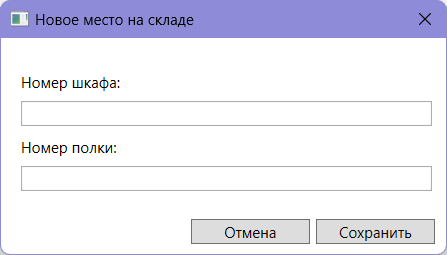 Новое место на складе
Номер шкафа:
Номер полки:
Отмена
Сохранить